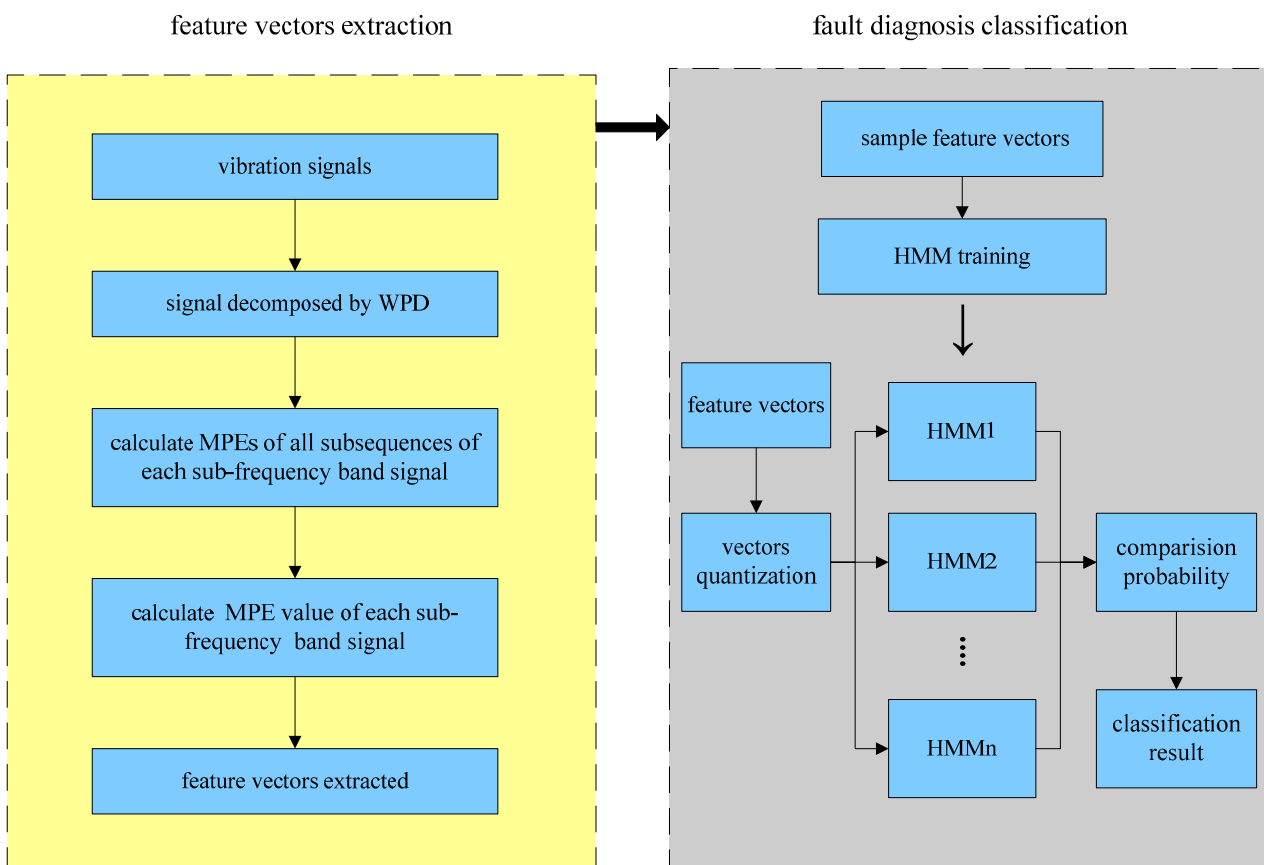 feature vectors extraction
vibration signals
signal decomposed by WPD
calculate MPEs of all subsequences of
each sub-frequency band signal
calculate MPE value of each sub-
frequency band signal
feature vectors extracted
fault diagnosis classification
sample feature vectors
HMM training
feature vectors
vectors
quantization
HMM1
HMM2
HMMn
comparision
probability
classification
result